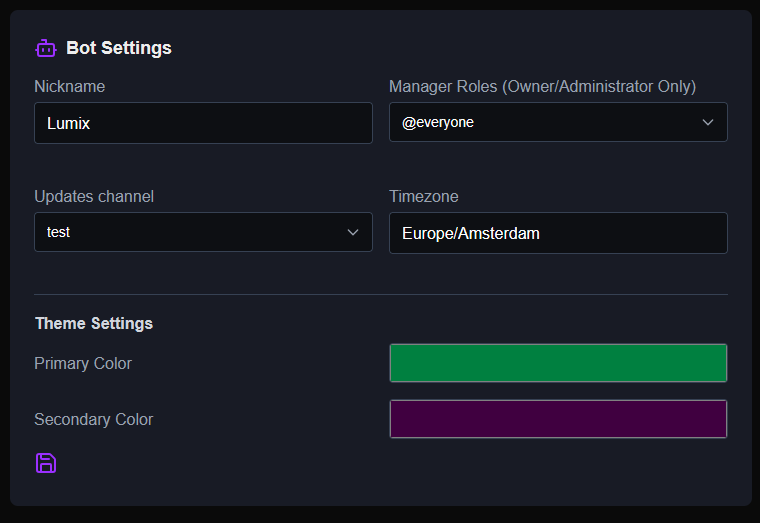 Bot Settings
Nickname
Manager Roles (Owner/Administrator Only)
Lumix
@everyone
Updates channel
Timezone
test
Europe/Amsterdam
Theme Settings
Primary Color
Secondary Color